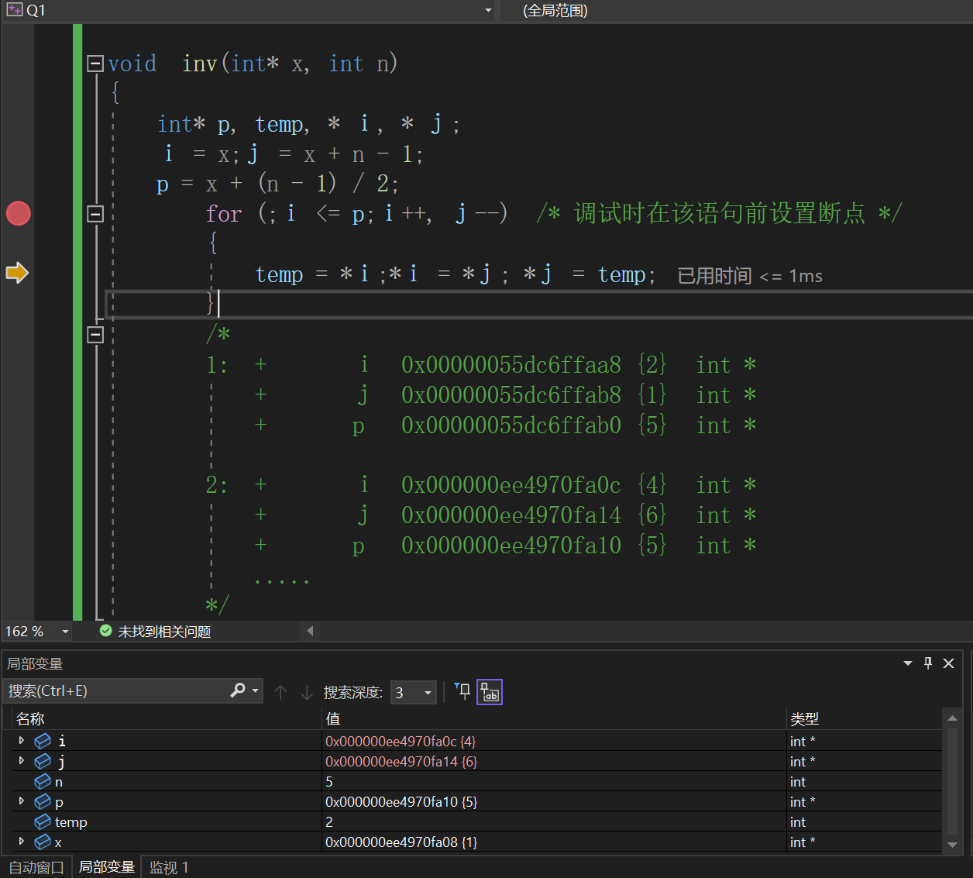 Q1 (全局范围)
void inv(int* x, int n)
{
int* p, temp, * i, * j;
i = x; j = x + n - 1;
p = x + (n - 1) / 2;
for (; i <= p; i++, j--) /* 调试时在该语句前设置断点 */
{
temp = *i;*i = *j; *j = temp; 已用时间 <= 1ms
}
/*
1: + i 0x00000055dc6ffaa8 {2} int *
+ j 0x00000055dc6ffab8 {1} int *
+ p 0x00000055dc6ffab0 {5} int *
2: + i 0x000000ee4970fa0c {4} int *
+ j 0x000000ee4970fa14 {6} int *
+ p 0x000000ee4970fa10 {5} int *
.....
*/
162 % 未找到相关问题
局部变量
搜索(Ctrl+E) 搜索深度: 3
名称 值 类型
i 0x000000ee4970fa0c {4} int *
j 0x000000ee4970fa14 {6} int *
n 5 int
p 0x000000ee4970fa10 {5} int *
temp 2 int
x 0x000000ee4970fa08 {1} int *
自动窗口 局部变量 监视 1